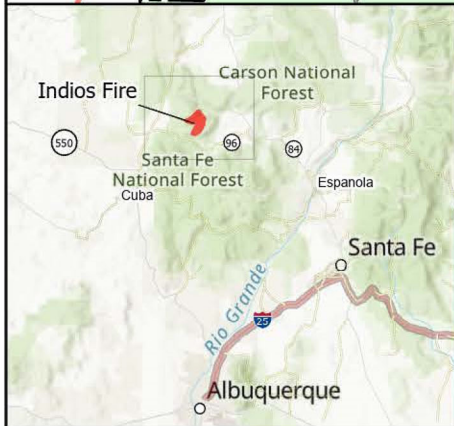 Carson National
Forest
Indios Fire
550
96
84
Santa Fe
National Forest
Espanola
Cuba
Santa Fe
Rio Grande
25
Albuquerque